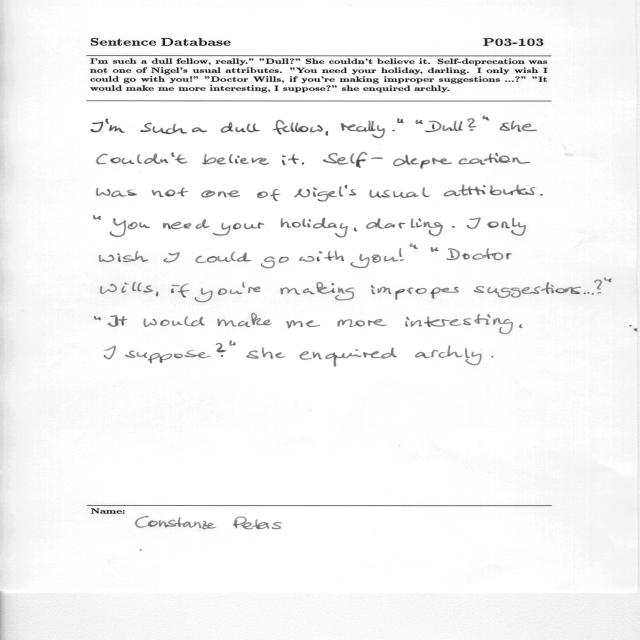 Sentence Database P03-103
I'm such a dull fellow, really." "Dull?" She couldn't believe it. Self-deprecation was
not one of Nigel's usual attributes. "You need your holiday, darling. I only wish I
could go with you!" "Doctor Wills, if you're making improper suggestions ...?" "It
would make me more interesting, I suppose?" she enquired archly.
I'm such a dull fellow, really." "Dull?" She
couldn't believe it. Self-deprecation
was not one of Nigel's usual attributes.
"You need your holiday, darling. I only
wish I could go with you!" "Doctor
Wills, if you're making improper suggestions...?"
"It would make me more interesting,
I suppose?" she enquired archly.
Name:
Constanze Peters